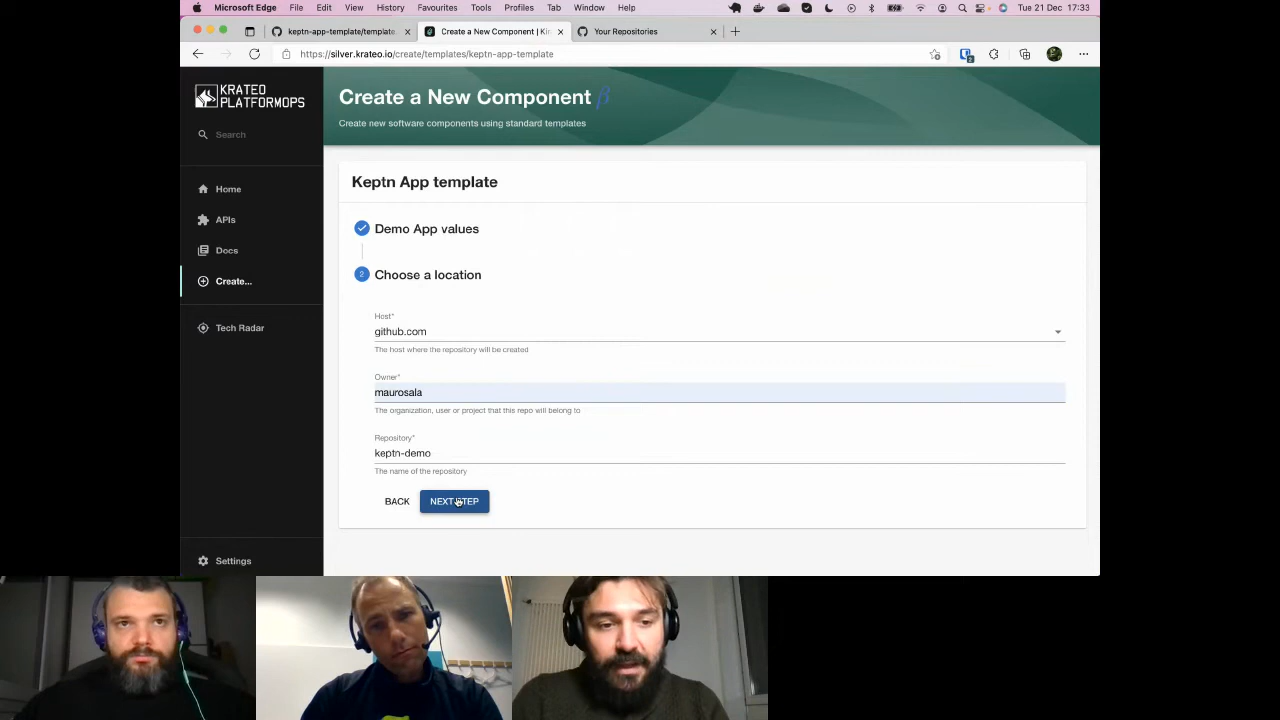 Microsoft Edge File Edit View History Favourites Tools Profiles Tab Window Help Tue 21 Dec 17:33
keptn-app-template/template. Create a New Component | Kr Your Repositories
https://silver.krateo.io/create/templates/keptn-app-template
KRATEO
PLATFORMOPS
Search
Home
APIs
Docs
Create...
Tech Radar
Settings
Create a New Component β
Create new software components using standard templates
Keptn App template
Demo App values
2 Choose a location
Host*
github.com
The host where the repository will be created
Owner*
maurosala
The organization, user or project that this repo will belong to
Repository*
keptn-demo
The name of the repository
BACK NEXT STEP